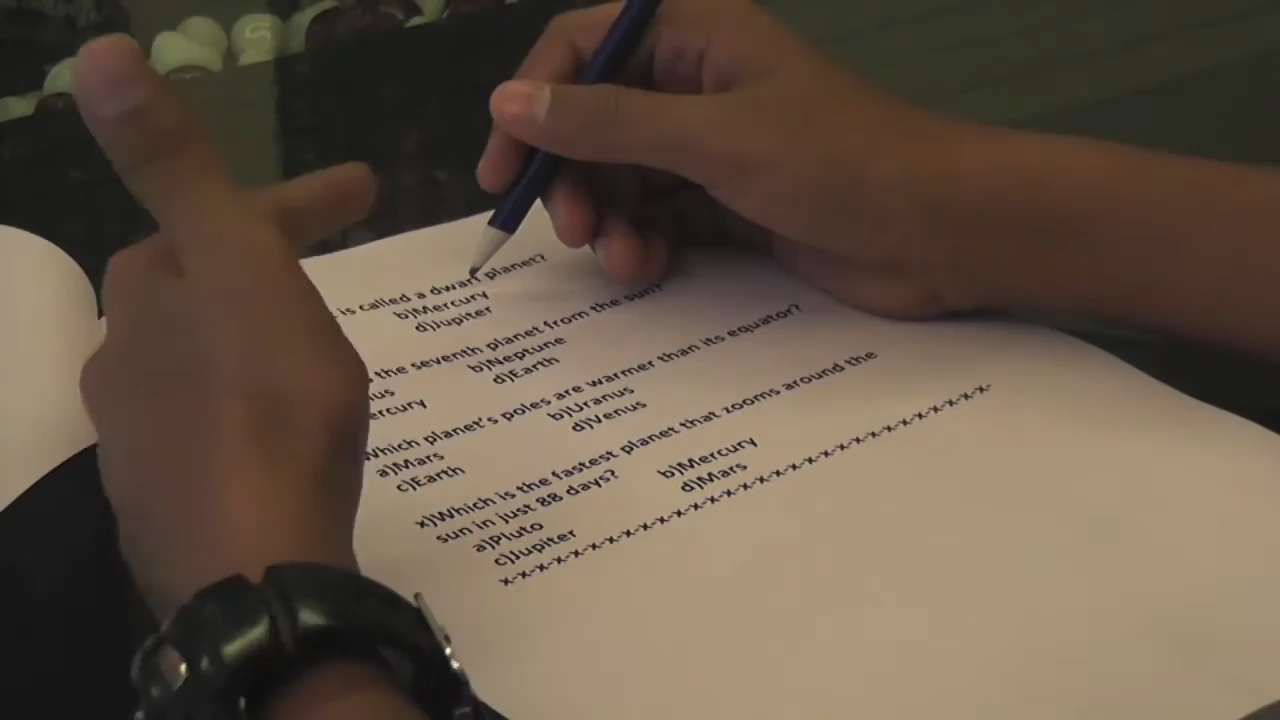 is called a dwarf planet?
b)Mercury
d)Jupiter
the seventh planet from the sun?
b)Neptune
d)Earth
Which planet's poles are warmer than its equator?
a)Mars b)Uranus
c)Earth d)Venus
x)Which is the fastest planet that zooms around the
sun in just 88 days?
a)Pluto b)Mercury
c)Jupiter d)Mars
x-x-x-x-x-x-x-x-x-x-x-x-x-x-x-x-x-x-x-x-x-x-x-x-x-x-x-